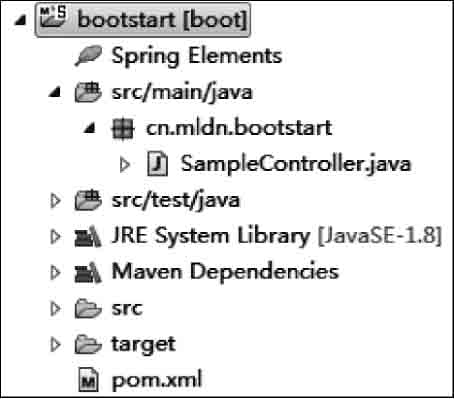 bootstart [boot]
Spring Elements
src/main/java
cn.mldn.bootstart
SampleController.java
src/test/java
JRE System Library [JavaSE-1.8]
Maven Dependencies
src
target
pom.xml